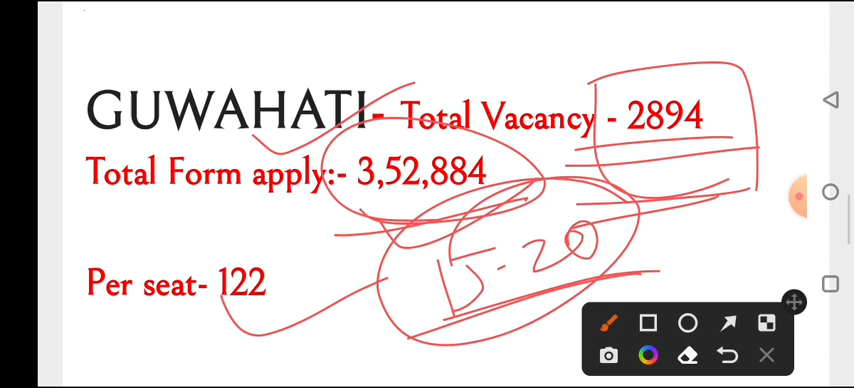 GUWAHATI- Total Vacancy - 2894
Total Form apply:- 3,52,884
15-20
Per seat- 122